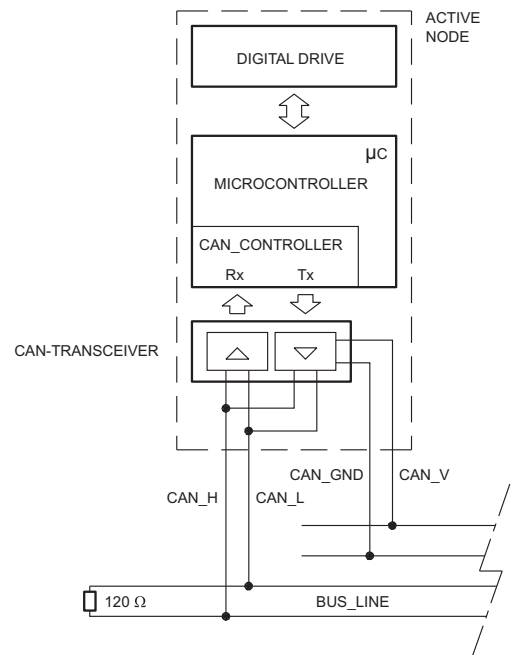 ACTIVE
NODE
DIGITAL DRIVE
μC
MICROCONTROLLER
CAN_CONTROLLER
Rx Tx
CAN-TRANSCEIVER
CAN_GND CAN_V
CAN_H CAN_L
120 Ω BUS_LINE